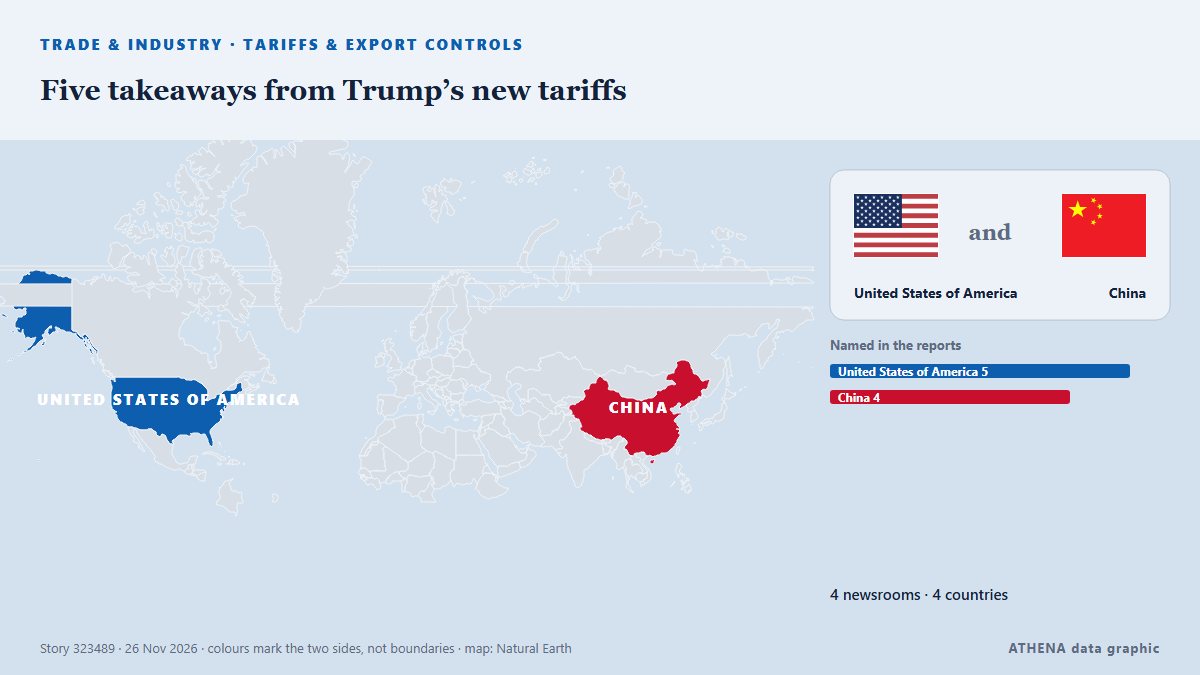 TRADE & INDUSTRY · TARIFFS & EXPORT CONTROLS
Five takeaways from Trump’s new tariffs
UNITED STATES OF AMERICA
CHINA
and
United States of America
China
Named in the reports
United States of America 5
China 4
4 newsrooms · 4 countries
Story 323489 · 26 Nov 2026 · colours mark the two sides, not boundaries · map: Natural Earth
ATHENA data graphic